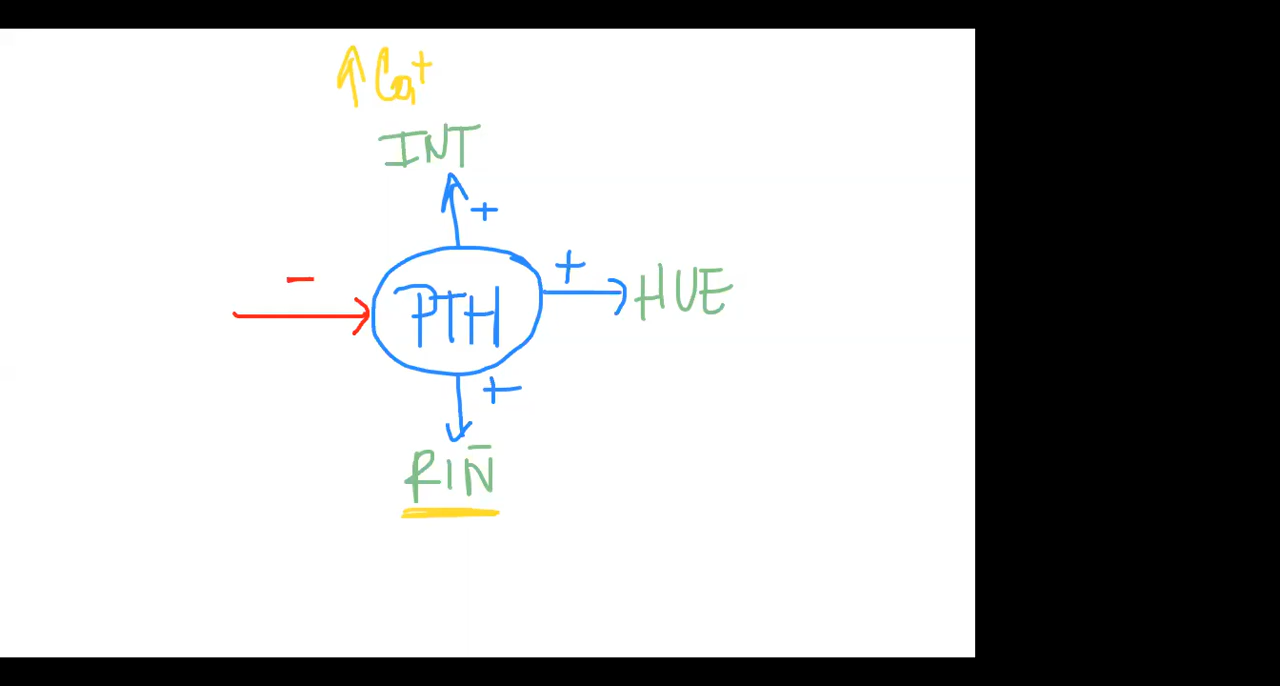 ↑ Ca+
INT
+
+
HUE
-
PTH
+
RIÑ